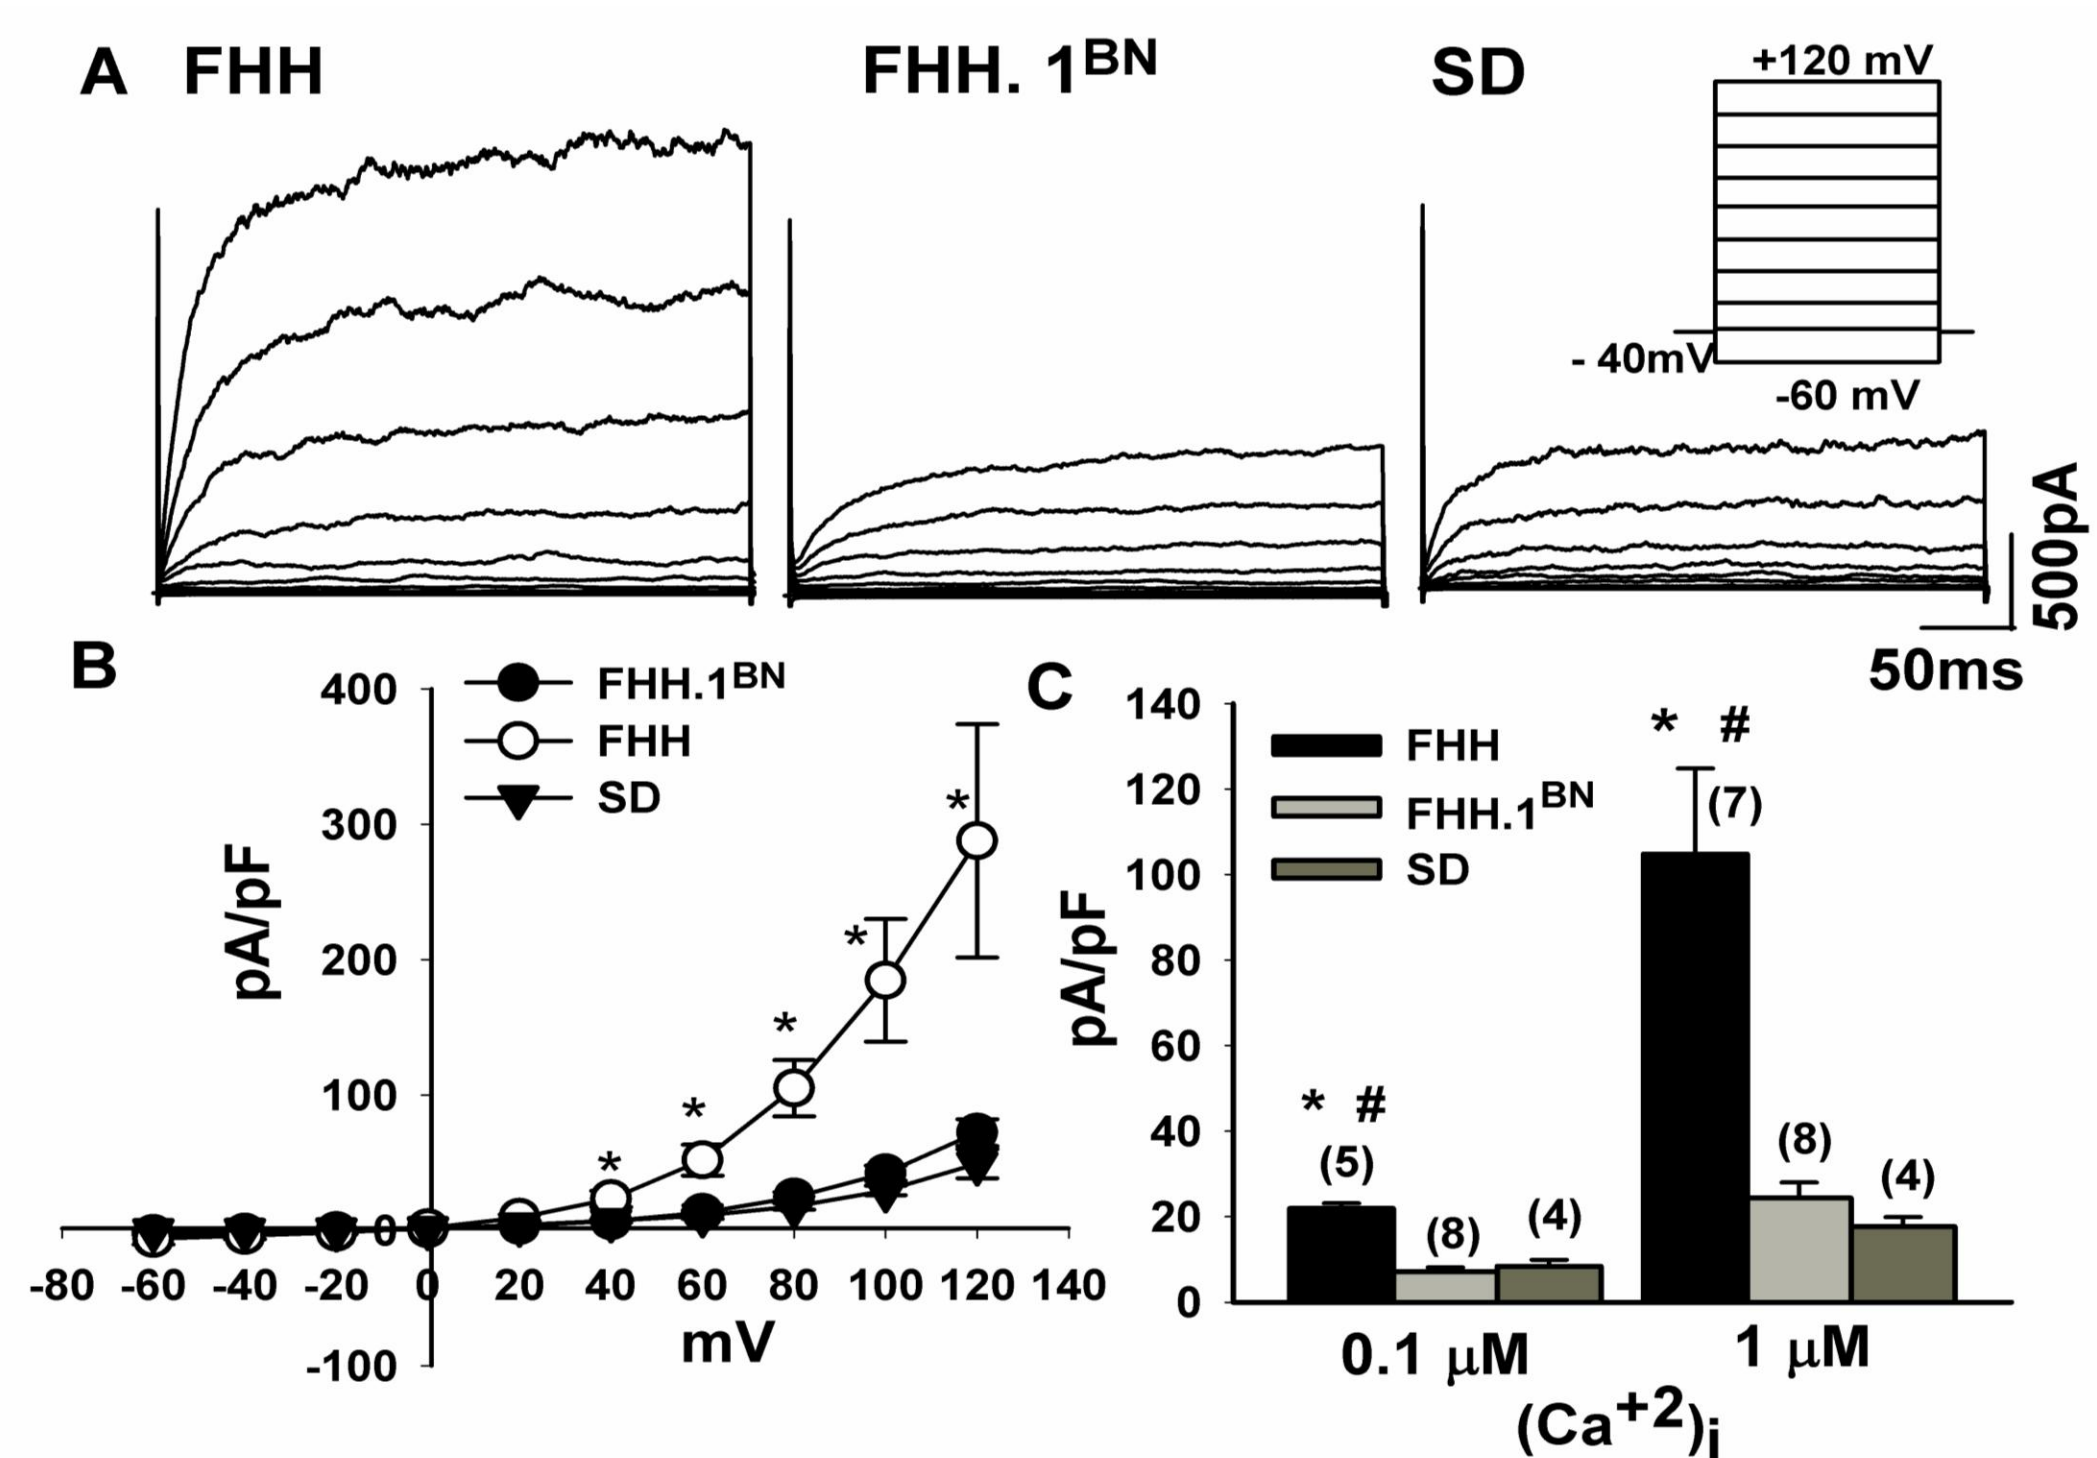 A FHH FHH. 1BN SD
+120 mV
- 40mV
-60 mV
500pA
50ms
B
400
300
200
100
0
-100
pA/pF
FHH.1BN
FHH
SD
* * * * *
-80 -60 -40 -20 0 20 40 60 80 100 120 140
mV
C
140
120
100
80
60
40
20
0
pA/pF
FHH
FHH.1BN
SD
* #
(5)
(8)
(4)
* #
(7)
(8)
(4)
0.1 μM 1 μM
(Ca+2)i